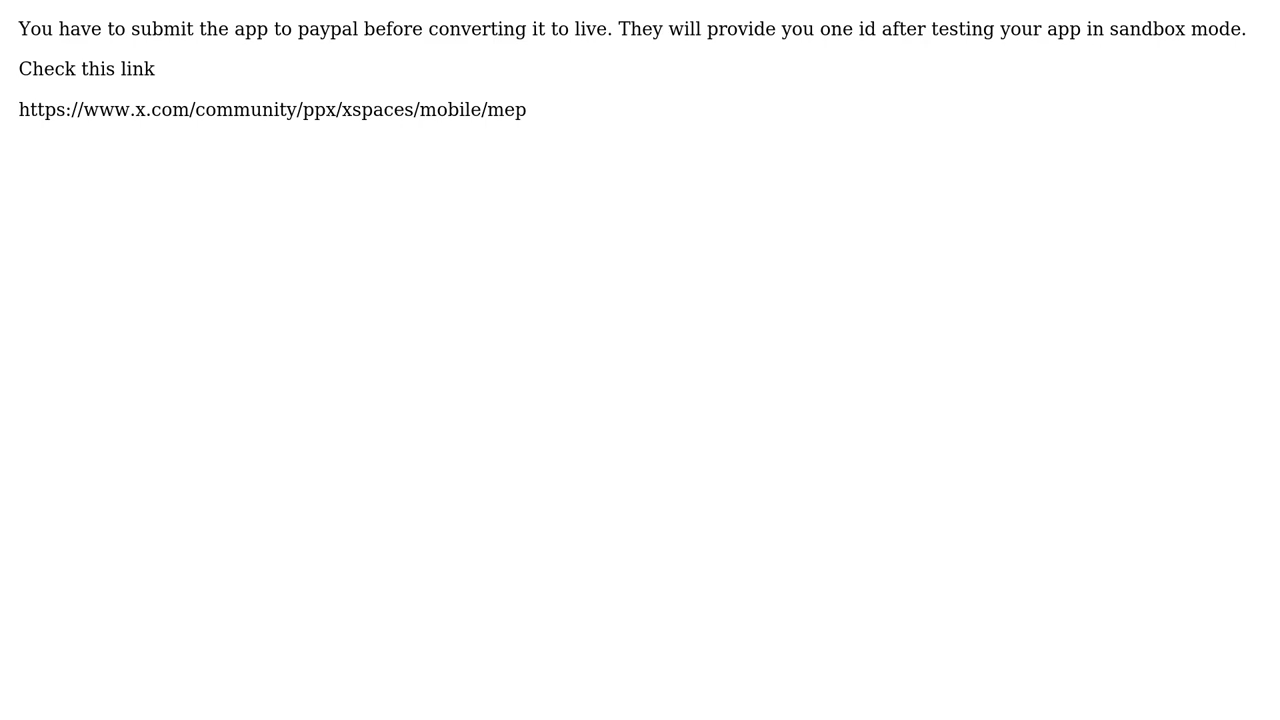 You have to submit the app to paypal before converting it to live. They will provide you one id after testing your app in sandbox mode.
Check this link
https://www.x.com/community/ppx/xspaces/mobile/mep